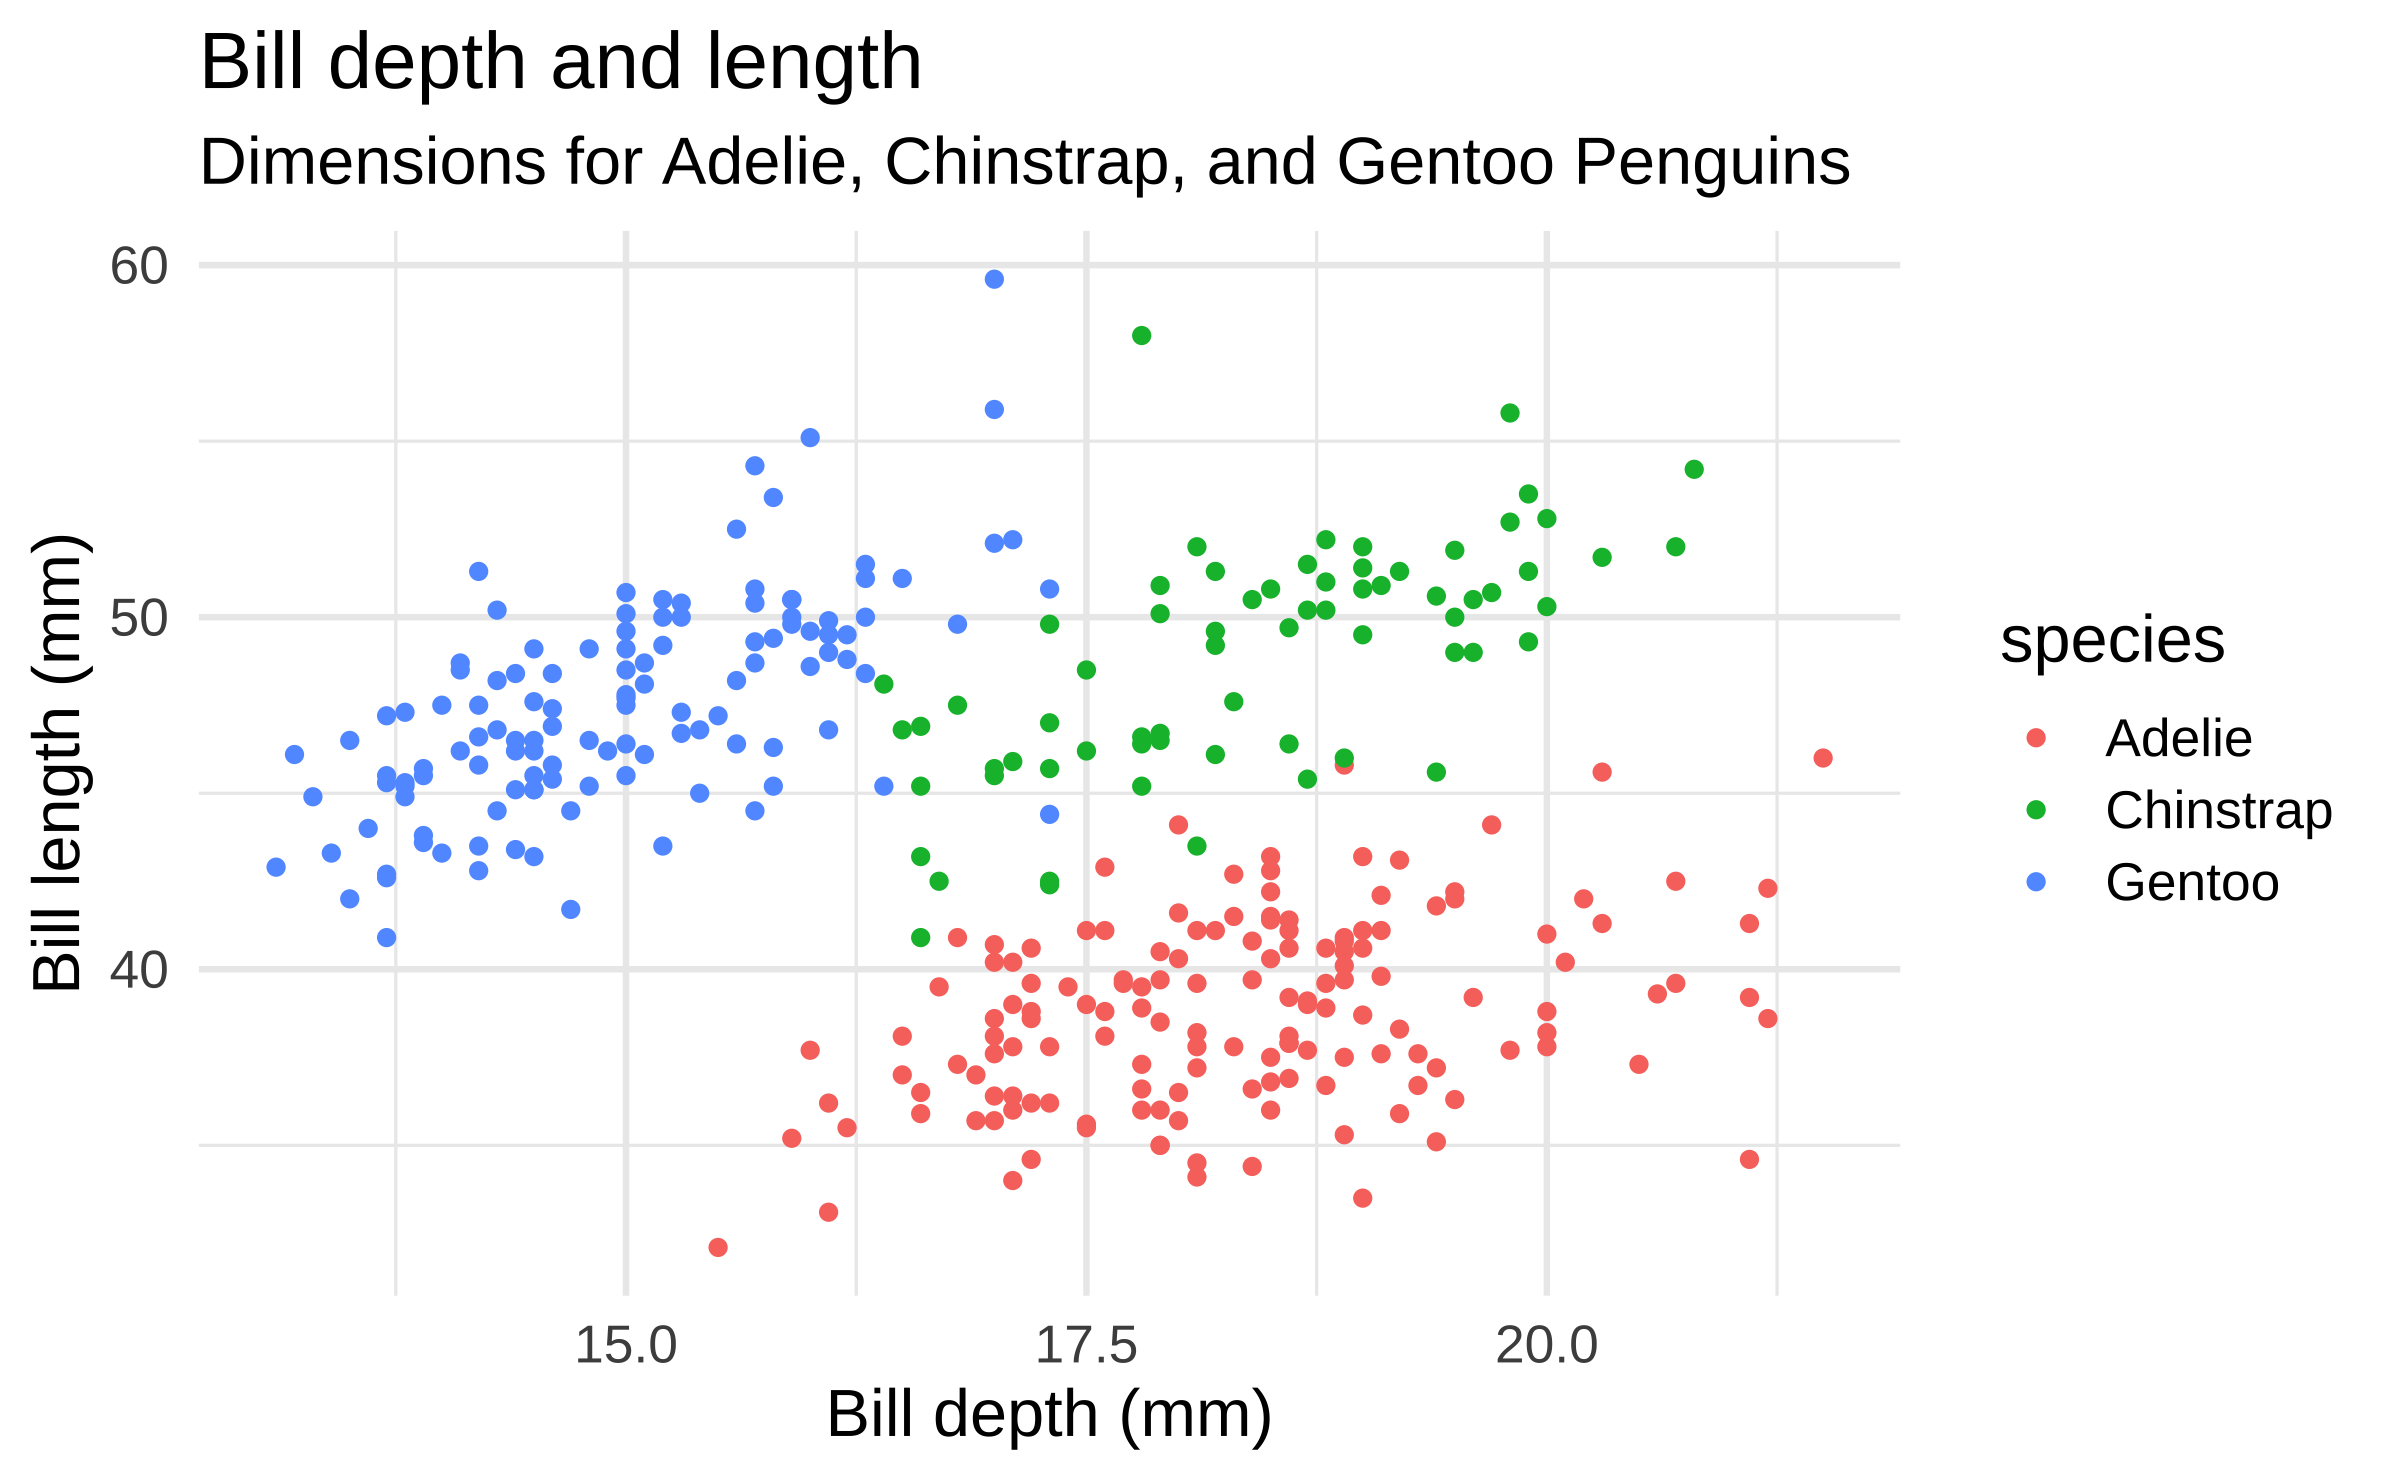 Bill depth and length
Dimensions for Adelie, Chinstrap, and Gentoo Penguins
60
50
40
Bill length (mm)
15.0 17.5 20.0
Bill depth (mm)
species
Adelie
Chinstrap
Gentoo